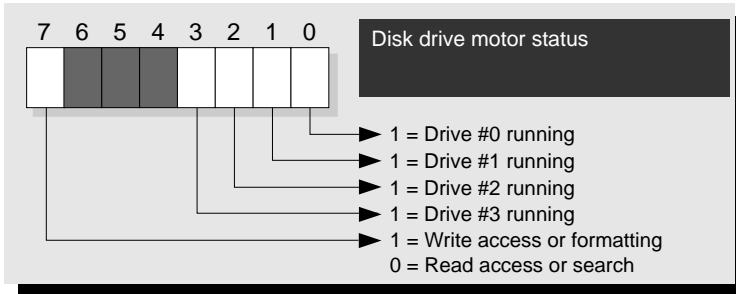 7 6 5 4 3 2 1 0
Disk drive motor status
1 = Drive #0 running
1 = Drive #1 running
1 = Drive #2 running
1 = Drive #3 running
1 = Write access or formatting
0 = Read access or search